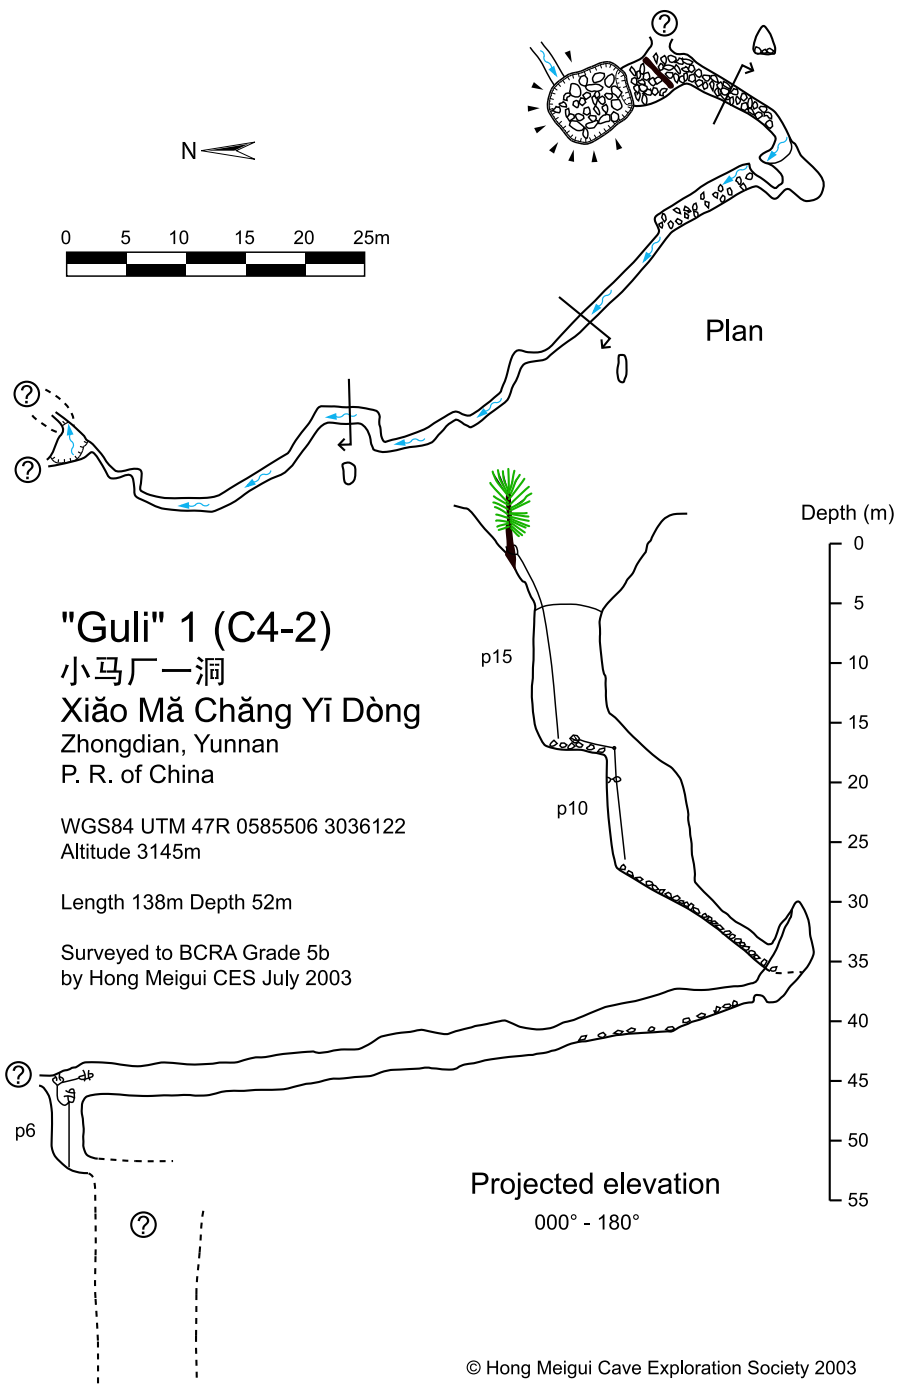 ?
N
0 5 10 15 20 25m
Plan
?
?
Depth (m)
0
5
10
15
20
25
30
35
40
45
50
55
"Guli" 1 (C4-2)
小马厂一洞
Xiǎo Mǎ Chǎng Yī Dòng
Zhongdian, Yunnan
P. R. of China
WGS84 UTM 47R 0585506 3036122
Altitude 3145m
Length 138m Depth 52m
Surveyed to BCRA Grade 5b
by Hong Meigui CES July 2003
p15
p10
?
p6
?
Projected elevation
000° - 180°
© Hong Meigui Cave Exploration Society 2003